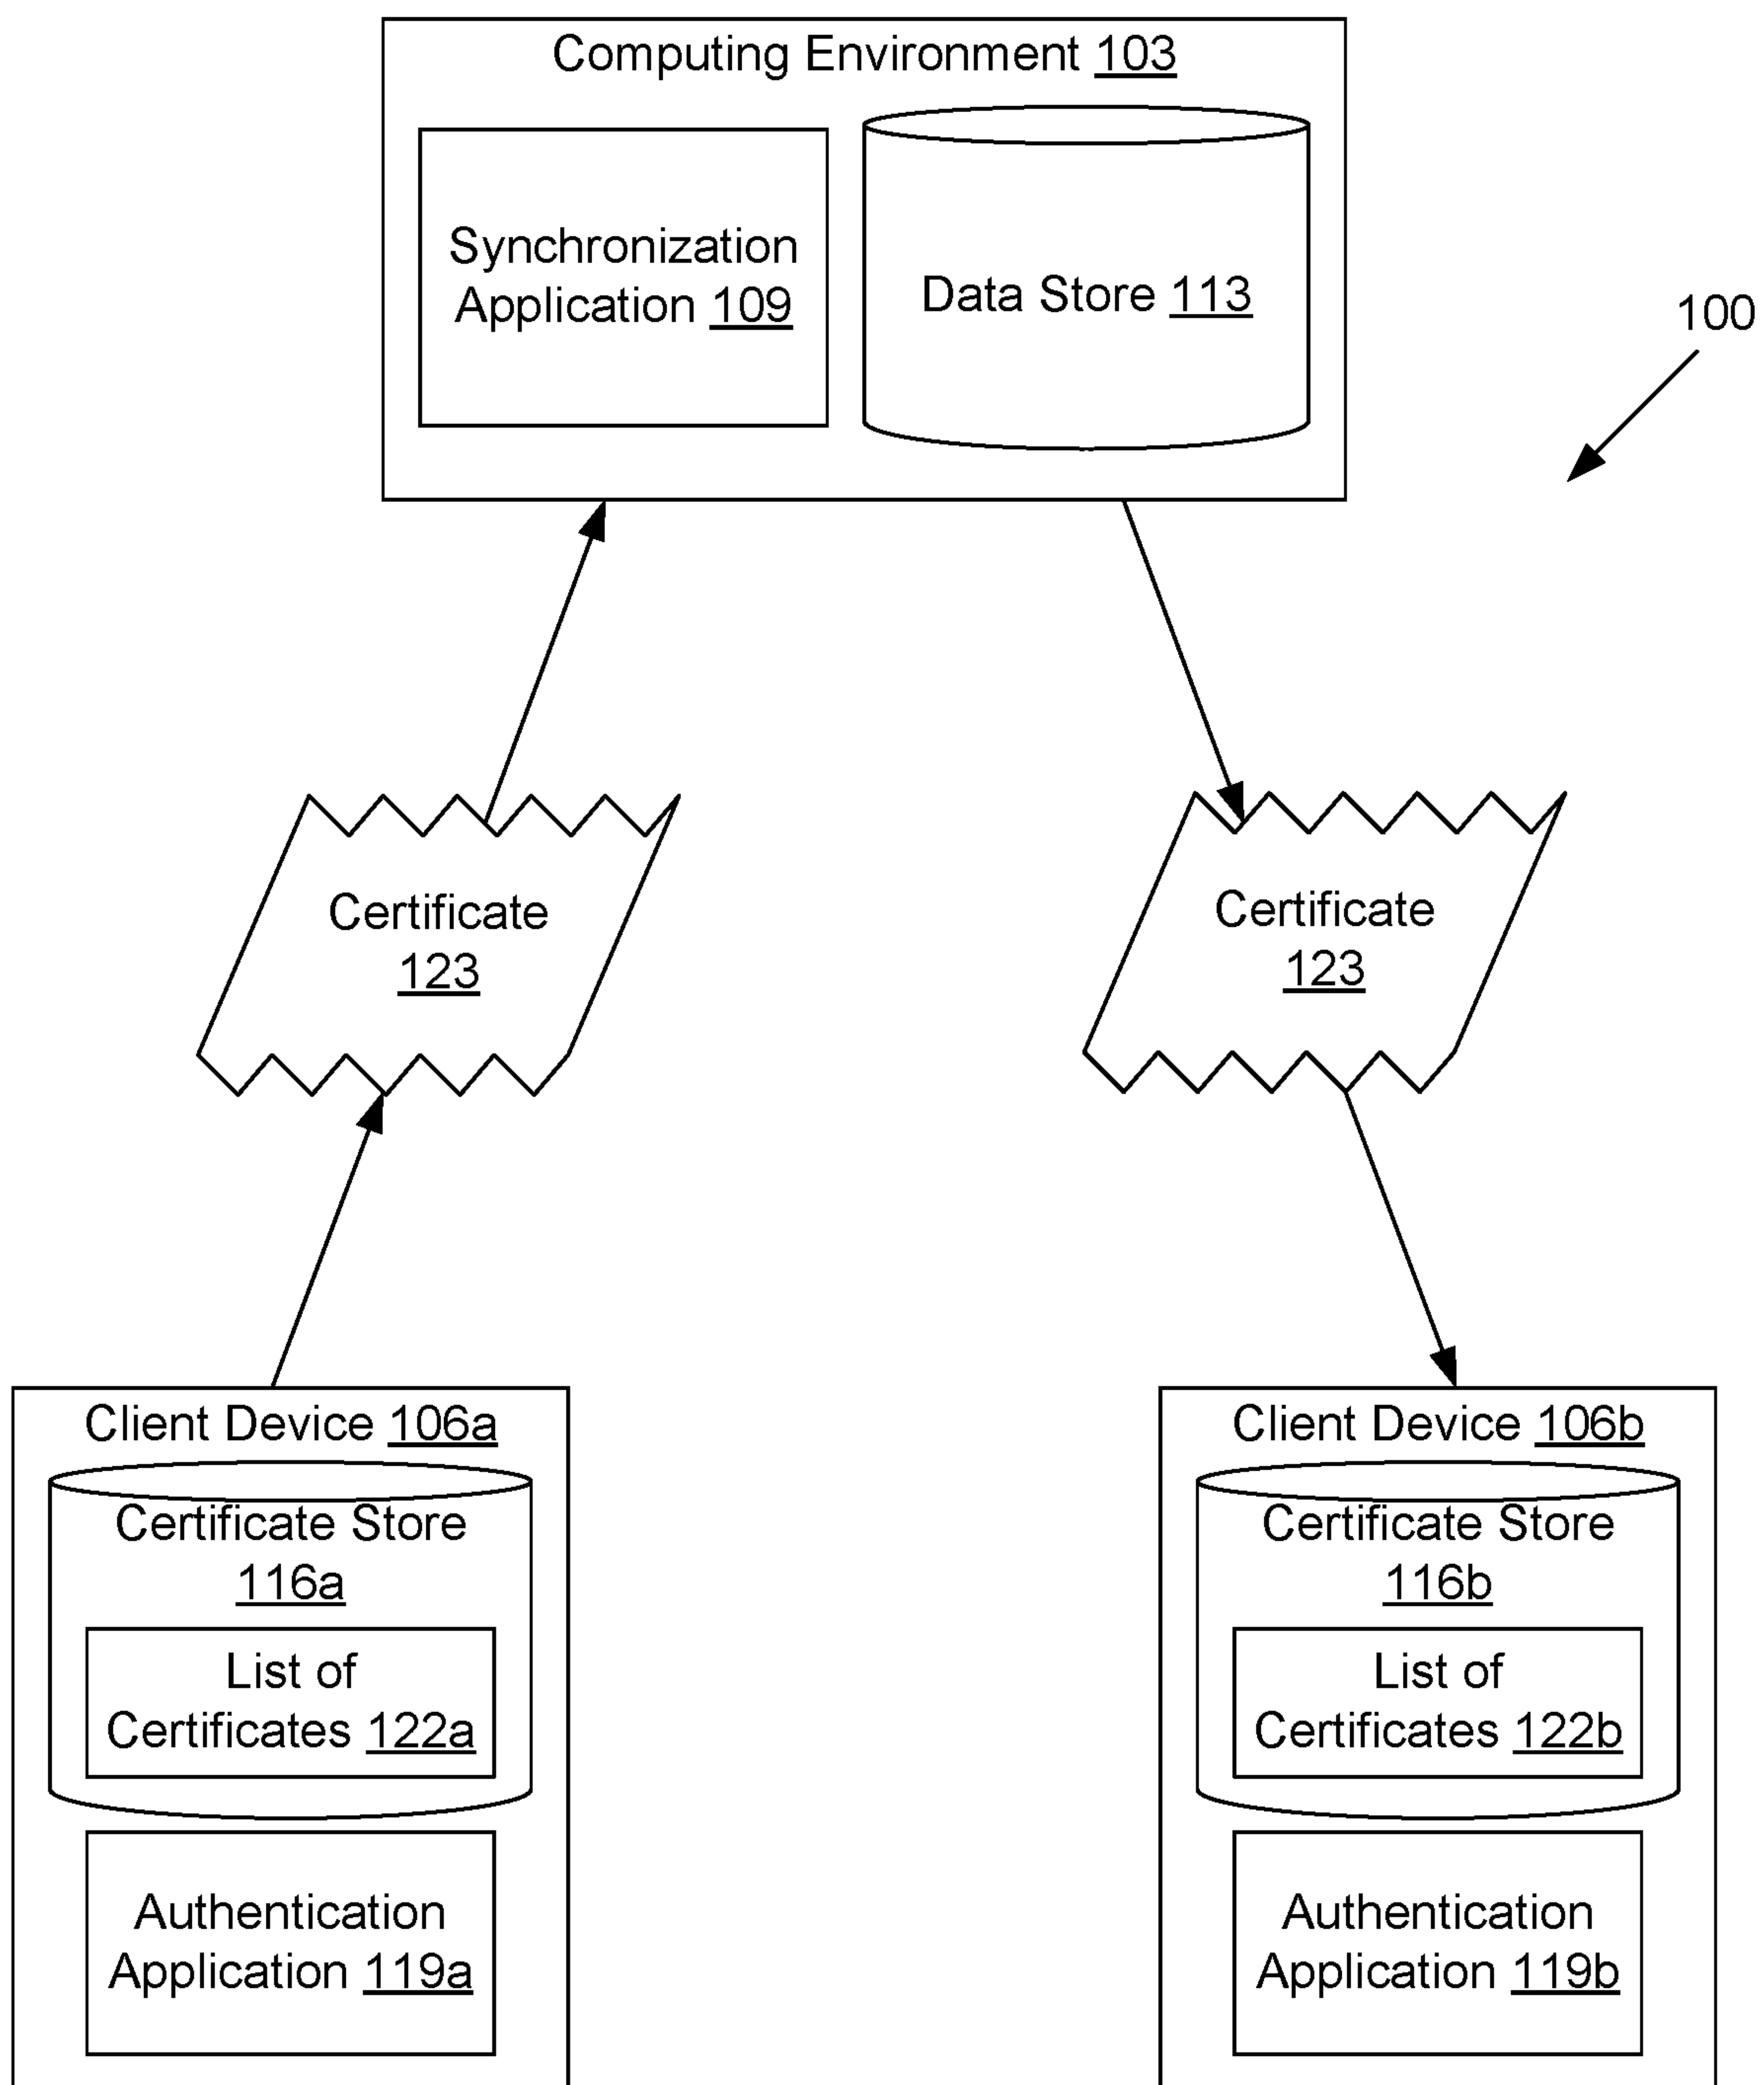 Computing Environment 103
Synchronization
Application 109
Data Store 113
100
Certificate
123
Certificate
123
Client Device 106a
Certificate Store
116a
List of
Certificates 122a
Authentication
Application 119a
Client Device 106b
Certificate Store
116b
List of
Certificates 122b
Authentication
Application 119b